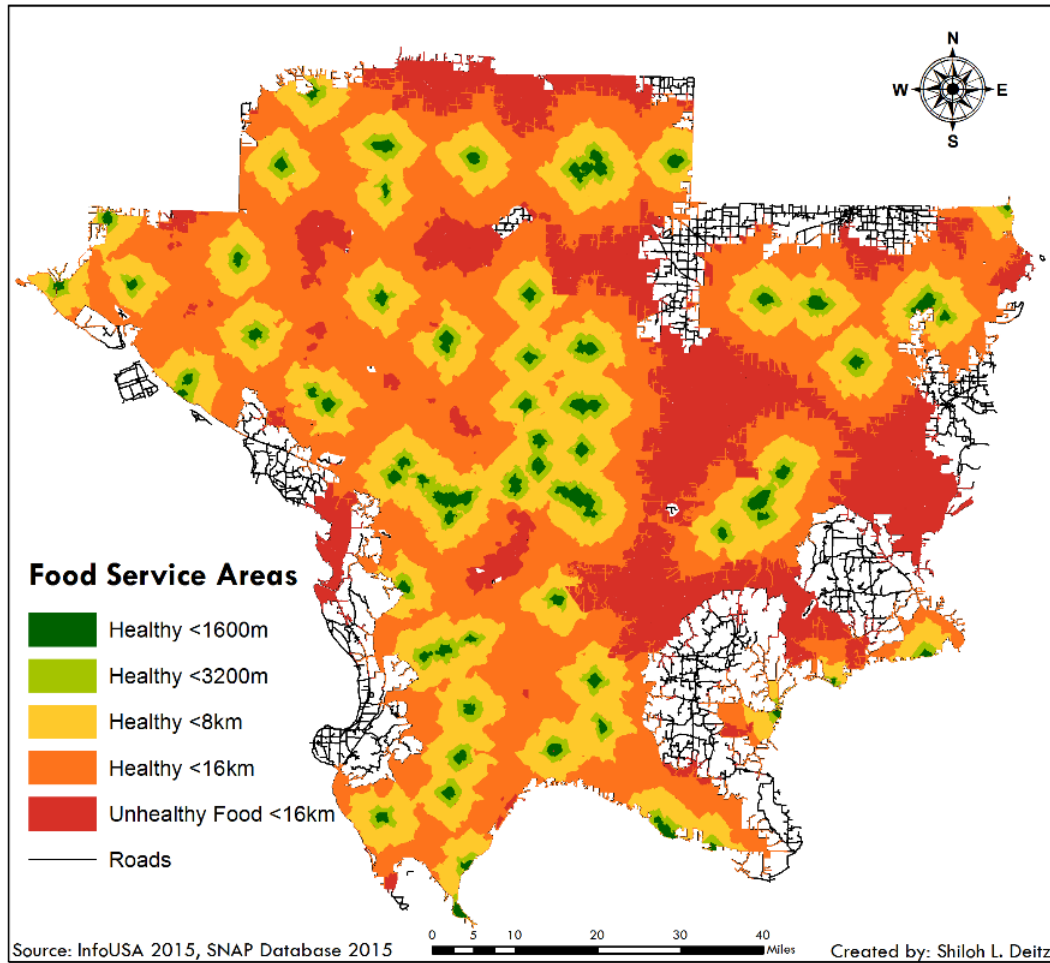 N
W E
S
Food Service Areas
Healthy <1600m
Healthy <3200m
Healthy <8km
Healthy <16km
Unhealthy Food <16km
Roads
0 10 20 30 40
Miles
Source: InfoUSA 2015, SNAP Database 2015
Created by: Shiloh L. Deitz